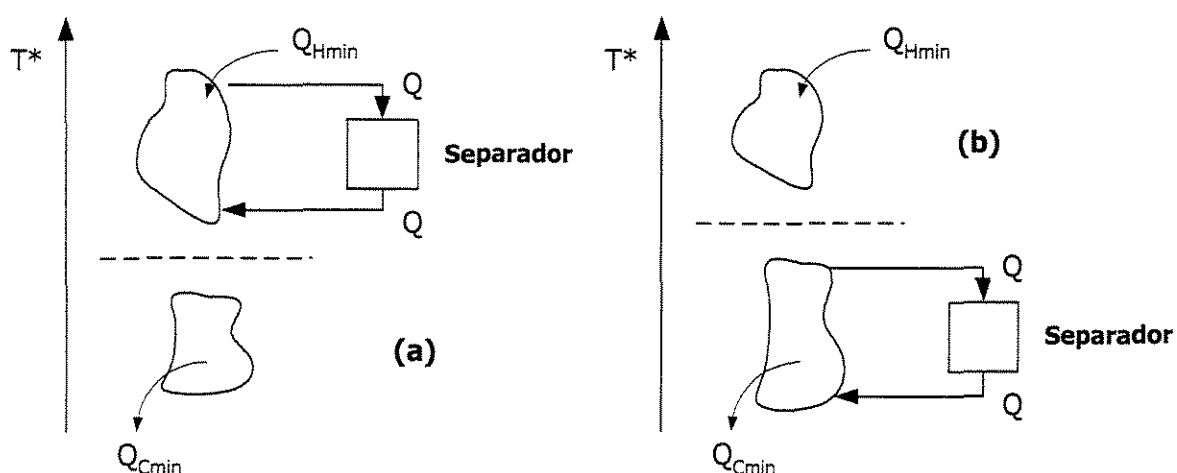 T*
Q_Hmin
Q
Separador
Q
(a)
Q_Cmin
T*
Q_Hmin
(b)
Q
Separador
Q
Q_Cmin